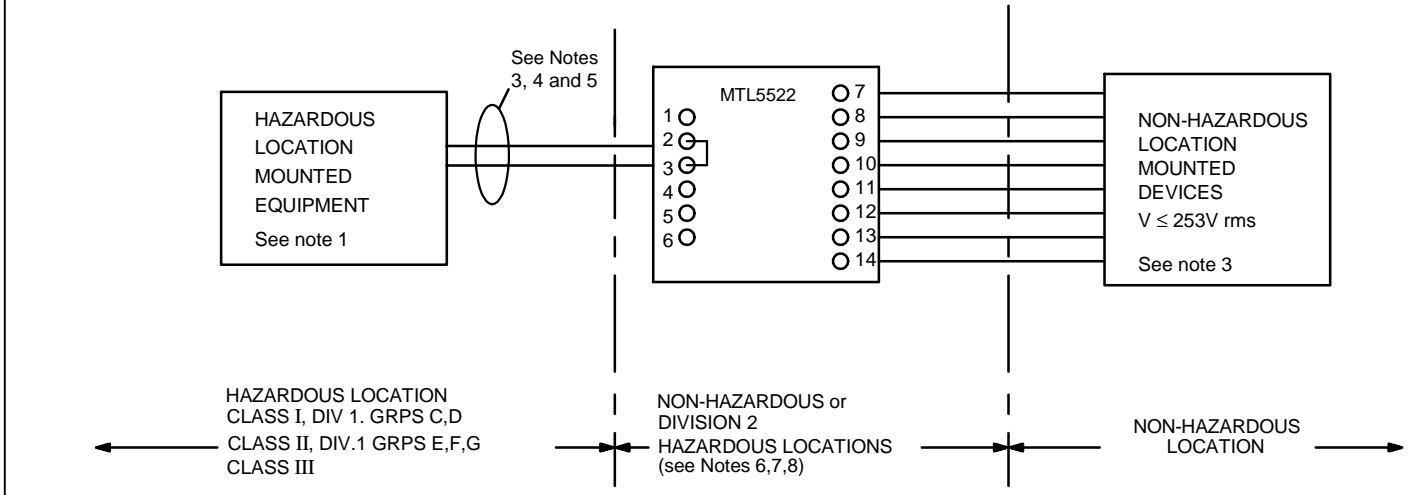 See Notes
3, 4 and 5
HAZARDOUS
LOCATION
MOUNTED
EQUIPMENT
See note 1
MTL5522
1
2
3
4
5
6
7
8
9
10
11
12
13
14
NON-HAZARDOUS
LOCATION
MOUNTED
DEVICES
V ≤ 253V rms
See note 3
HAZARDOUS LOCATION
CLASS I, DIV 1. GRPS C,D
CLASS II, DIV.1 GRPS E,F,G
CLASS III
NON-HAZARDOUS or
DIVISION 2
HAZARDOUS LOCATIONS
(see Notes 6,7,8)
NON-HAZARDOUS
LOCATION